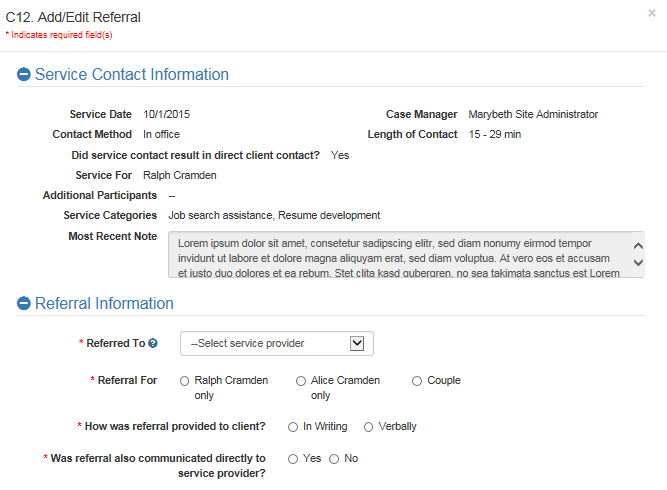 C12. Add/Edit Referral ×
* Indicates required field(s)
Service Contact Information
Service Date 10/1/2015 Case Manager Marybeth Site Administrator
Contact Method In office Length of Contact 15 - 29 min
Did service contact result in direct client contact? Yes
Service For Ralph Cramden
Additional Participants --
Service Categories Job search assistance, Resume development
Most Recent Note Lorem ipsum dolor sit amet, consetetur sadipscing elitr, sed diam nonumy eirmod tempor
invidunt ut labore et dolore magna aliquyam erat, sed diam voluptua. At vero eos et accusam
et justo duo dolores et ea rebum. Stet clita kasd gubergren, no sea takimata sanctus est Lorem
Referral Information
* Referred To ? --Select service provider
* Referral For Ralph Cramden Alice Cramden Couple
only only
* How was referral provided to client? In Writing Verbally
* Was referral also communicated directly to Yes No
service provider?